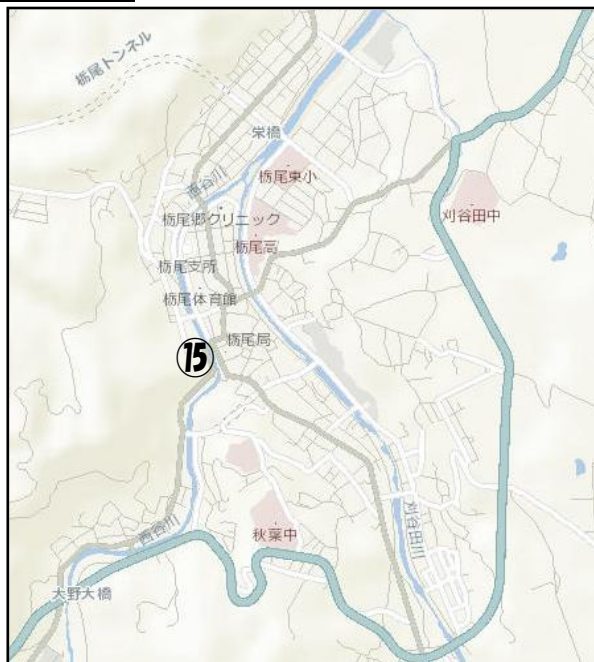 栃尾トンネル
栄橋
西谷川
栃尾東小
栃尾郷クリニック
刈谷田中
栃尾高
栃尾支所
栃尾体育館
栃尾局
⑮
刈谷田川
西谷川
秋葉中
大野大橋